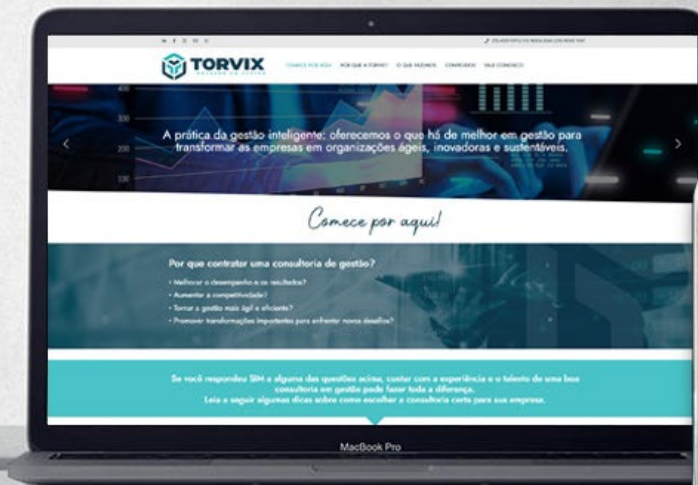 TORVIX
COMECE POR AQUI POR QUE A TORVIX? O QUE FAZEMOS CONTEÚDOS FALE CONOSCO
400
300
200
100
A prática da gestão inteligente: oferecemos o que há de melhor em gestão para
transformar as empresas em organizações ágeis, inovadoras e sustentáveis.
Comece por aqui!
Por que contratar uma consultoria de gestão?
• Melhorar o desempenho e os resultados?
• Aumentar a competitividade?
• Tornar a gestão mais ágil e eficiente?
• Promover transformações importantes para enfrentar novos desafios?
Se você respondeu SIM a alguma das questões acima, contar com a experiência e o talento de uma boa
consultoria em gestão pode fazer toda a diferença.
Leia a seguir algumas dicas sobre como escolher a consultoria certa para sua empresa.
MacBook Pro